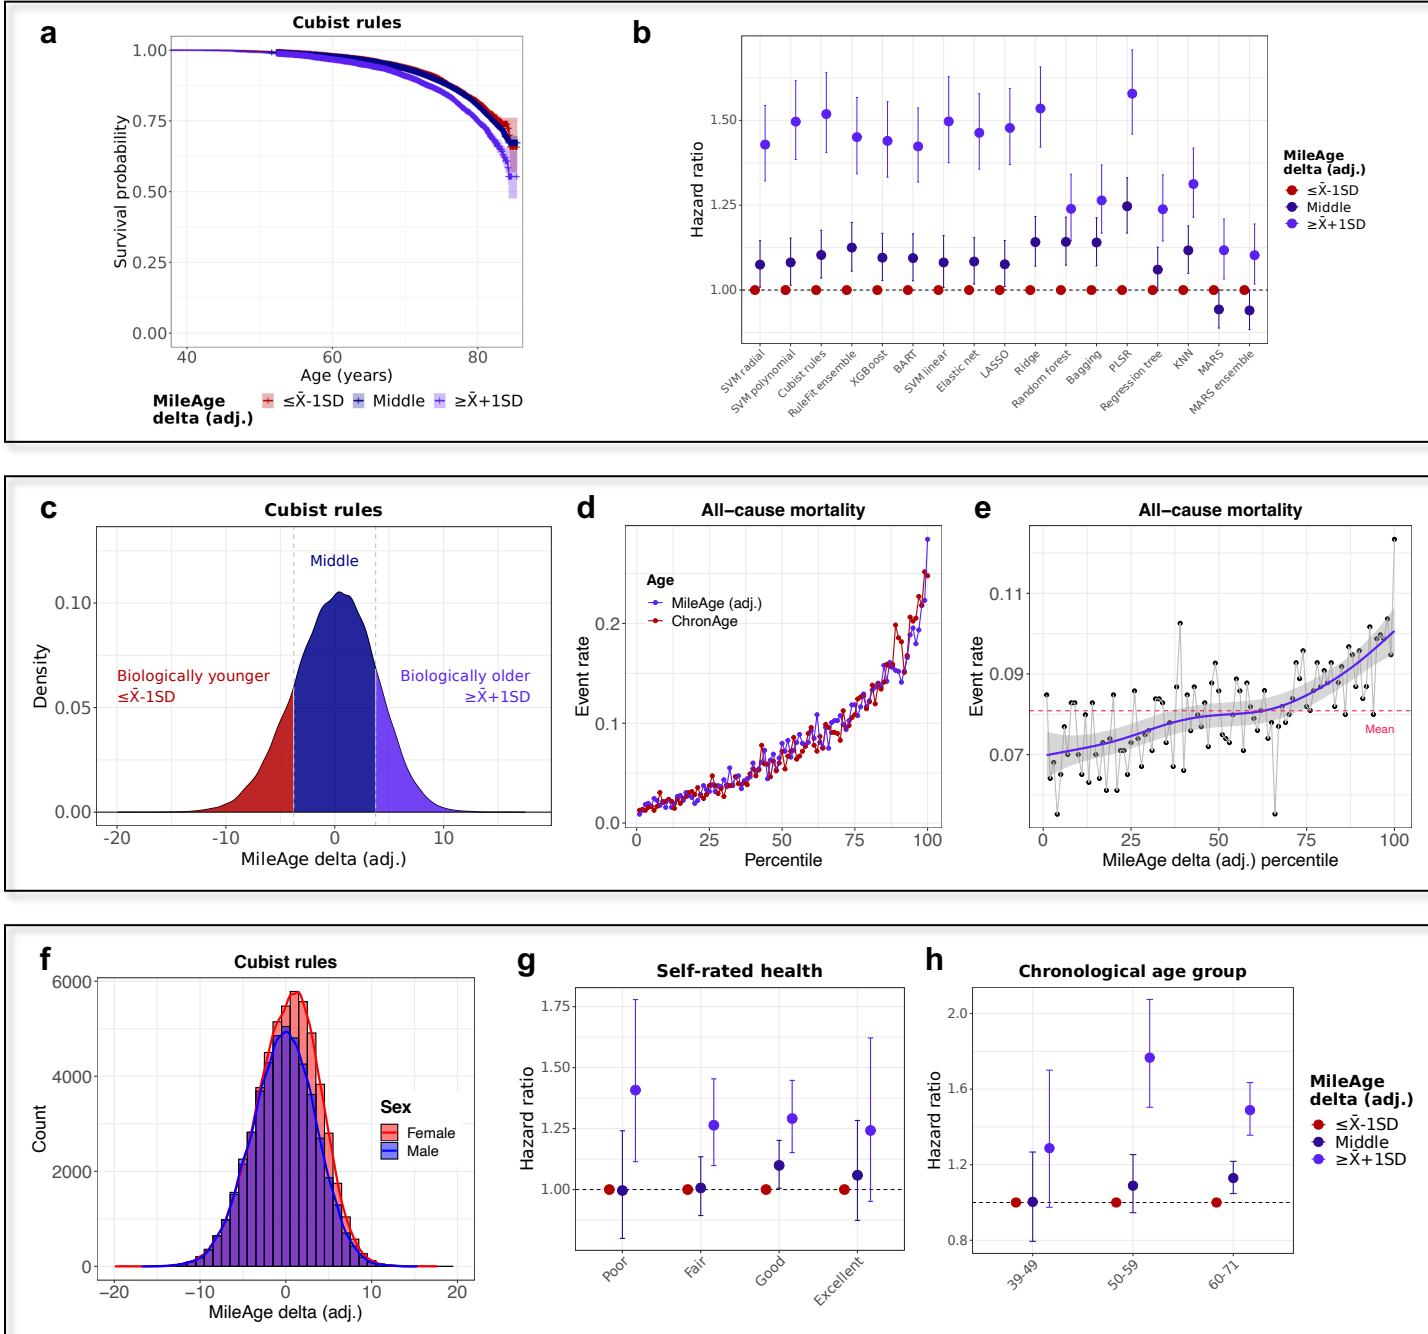 a
Cubist rules
1.00
0.75
0.50
0.25
0.00
Survival probability
40
60
80
Age (years)
MileAge
delta (adj.)
≤X̄-1SD
Middle
≥X̄+1SD
b
1.50
1.25
1.00
Hazard ratio
SVM radial
SVM polynomial
Cubist rules
RuleFit ensemble
XGBoost
BART
SVM linear
Elastic net
LASSO
Ridge
Random forest
Bagging
PLSR
Regression tree
KNN
MARS
MARS ensemble
MileAge
delta (adj.)
≤X̄-1SD
Middle
≥X̄+1SD
c
Cubist rules
Middle
Biologically younger
≤X̄-1SD
Biologically older
≥X̄+1SD
0.10
0.05
0.00
Density
-20
-10
0
10
MileAge delta (adj.)
d
All−cause mortality
Age
MileAge (adj.)
ChronAge
0.2
0.1
0.0
Event rate
0
25
50
75
100
Percentile
e
All−cause mortality
0.11
0.09
0.07
Event rate
Mean
0
25
50
75
100
MileAge delta (adj.) percentile
f
Cubist rules
6000
4000
2000
0
Count
Sex
Female
Male
−20
−10
0
10
20
MileAge delta (adj.)
g
Self-rated health
1.75
1.50
1.25
1.00
Hazard ratio
Poor
Fair
Good
Excellent
h
Chronological age group
2.0
1.6
1.2
0.8
Hazard ratio
39-49
50-59
60-71
MileAge
delta (adj.)
≤X̄-1SD
Middle
≥X̄+1SD